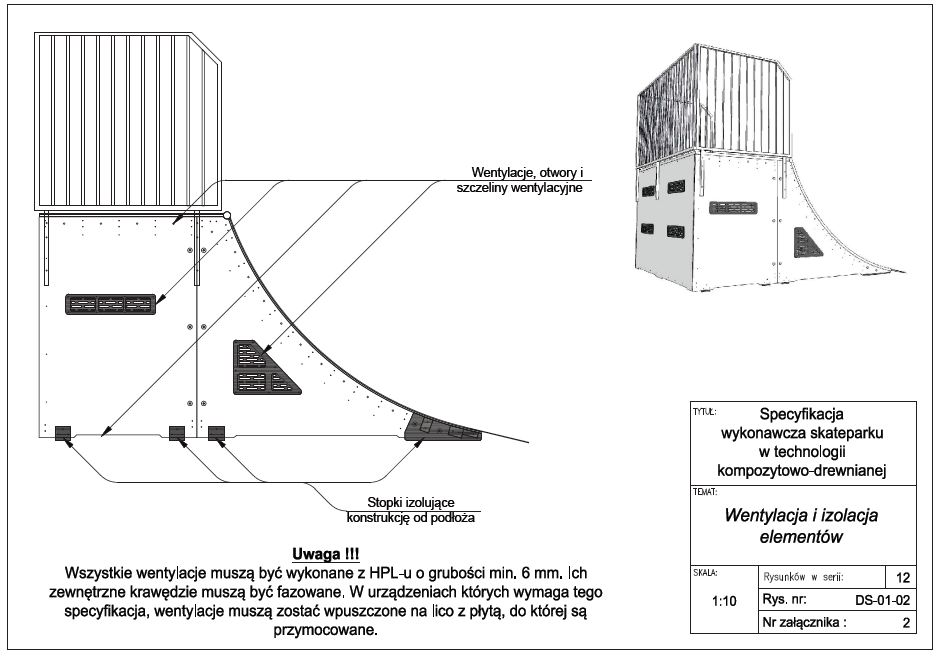 Wentylacje, otwory i
szczeliny wentylacyjne
Stopki izolujące
konstrukcję od podłoża
Uwaga !!!
Wszystkie wentylacje muszą być wykonane z HPL-u o grubości min. 6 mm. Ich
zewnętrzne krawędzie muszą być fazowane. W urządzeniach których wymaga tego
specyfikacja, wentylacje muszą zostać wpuszczone na lico z płytą, do której są
przymocowane.
TYTUŁ:
Specyfikacja
wykonawcza skateparku
w technologii
kompozytowo-drewnianej
TEMAT:
Wentylacja i izolacja
elementów
SKALA:
1:10
Rysunków w serii: 12
Rys. nr: DS-01-02
Nr załącznika : 2